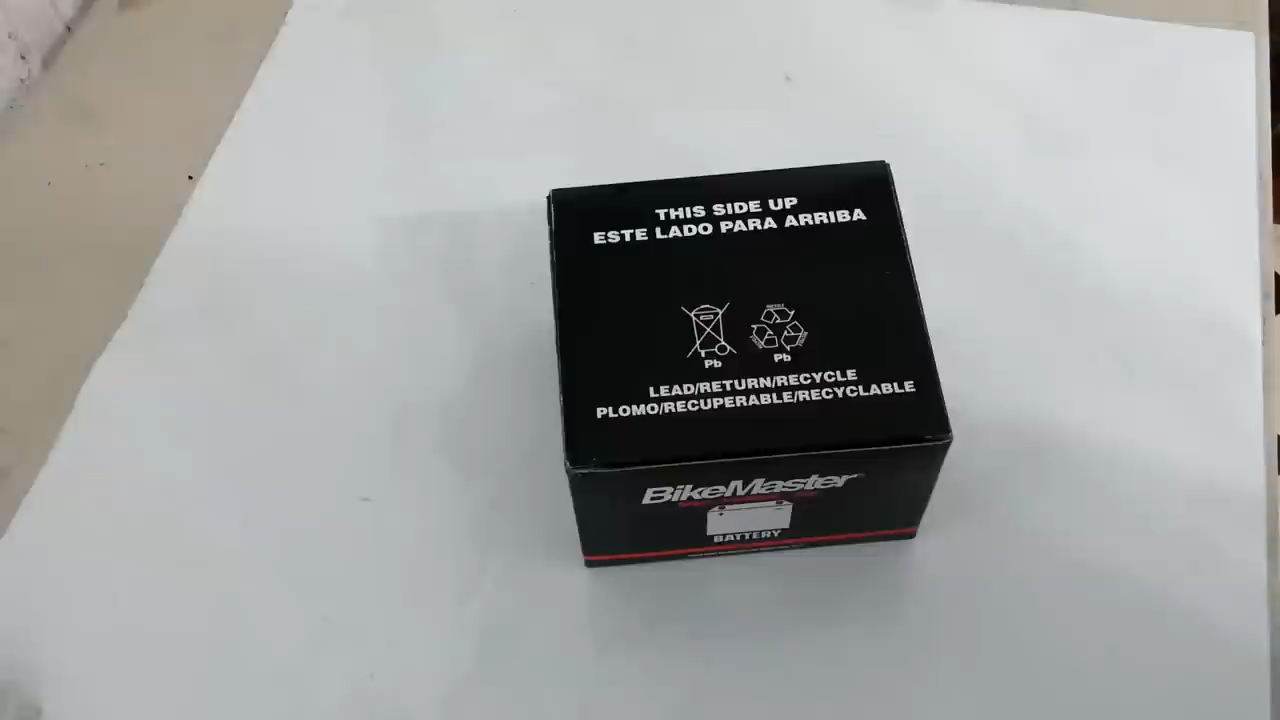 THIS SIDE UP
ESTE LADO PARA ARRIBA
Pb
Pb
LEAD/RETURN/RECYCLE
PLOMO/RECUPERABLE/RECYCLABLE
BikeMaster
BATTERY